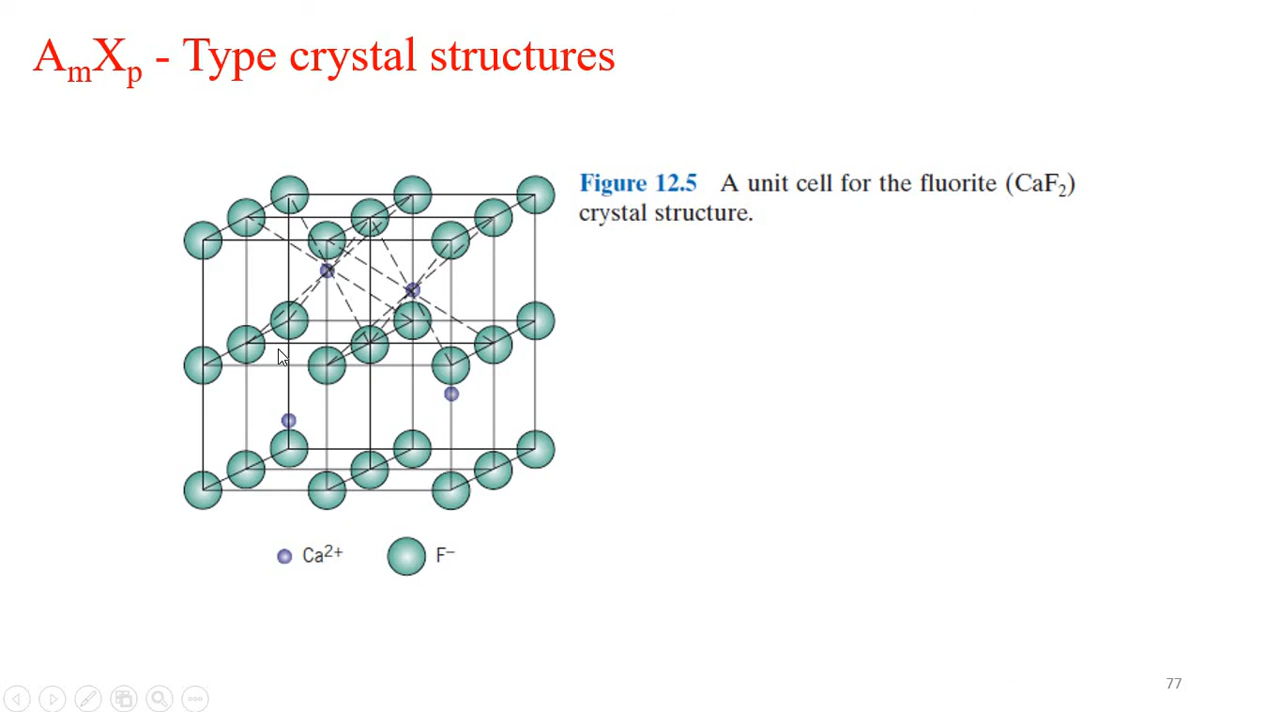 AₘXₚ - Type crystal structures
Figure 12.5 A unit cell for the fluorite (CaF₂)
crystal structure.
Ca²⁺ F⁻
77